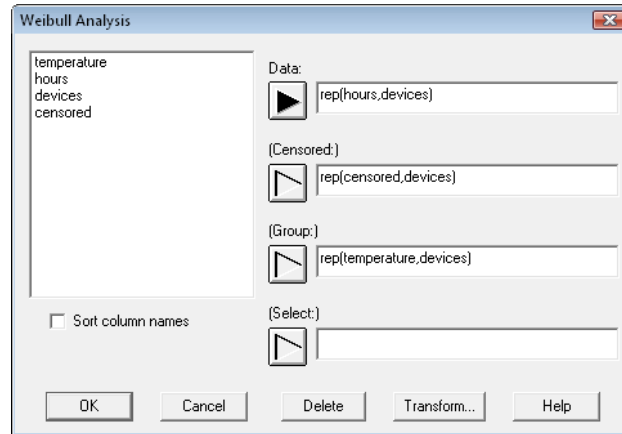 Weibull Analysis
temperature
hours
devices
censored
Sort column names
Data:
rep(hours,devices)
(Censored:)
rep(censored,devices)
(Group:)
rep(temperature,devices)
(Select:)
OK
Cancel
Delete
Transform...
Help